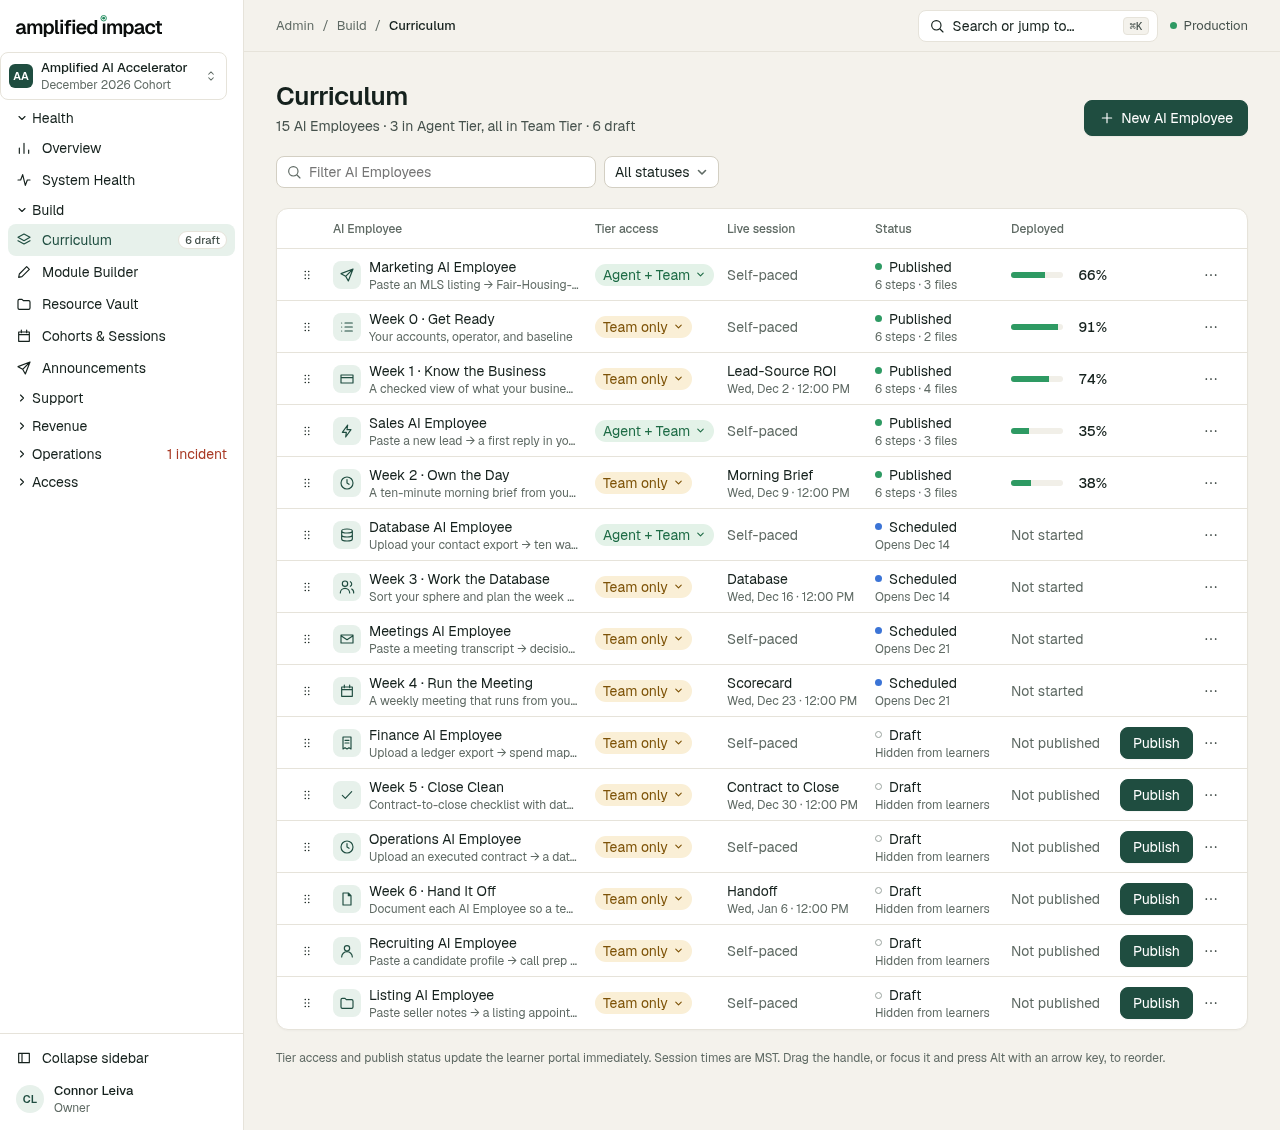 amplified impact
AA
Amplified AI Accelerator
December 2026 Cohort
Health
Overview
System Health
Build
Curriculum
6 draft
Module Builder
Resource Vault
Cohorts & Sessions
Announcements
Support
Revenue
Operations
1 incident
Access
Collapse sidebar
CL
Connor Leiva
Owner
Admin / Build / Curriculum
Search or jump to…
⌘K
Production
Curriculum
15 AI Employees · 3 in Agent Tier, all in Team Tier · 6 draft
New AI Employee
Filter AI Employees
All statuses
AI Employee Tier access Live session Status Deployed
Marketing AI Employee
Paste an MLS listing → Fair-Housing-…
Agent + Team
Self-paced
Published
6 steps · 3 files
66%
Week 0 · Get Ready
Your accounts, operator, and baseline
Team only
Self-paced
Published
6 steps · 2 files
91%
Week 1 · Know the Business
A checked view of what your busine…
Team only
Lead-Source ROI
Wed, Dec 2 · 12:00 PM
Published
6 steps · 4 files
74%
Sales AI Employee
Paste a new lead → a first reply in yo…
Agent + Team
Self-paced
Published
6 steps · 3 files
35%
Week 2 · Own the Day
A ten-minute morning brief from you…
Team only
Morning Brief
Wed, Dec 9 · 12:00 PM
Published
6 steps · 3 files
38%
Database AI Employee
Upload your contact export → ten wa…
Agent + Team
Self-paced
Scheduled
Opens Dec 14
Not started
Week 3 · Work the Database
Sort your sphere and plan the week …
Team only
Database
Wed, Dec 16 · 12:00 PM
Scheduled
Opens Dec 14
Not started
Meetings AI Employee
Paste a meeting transcript → decisio…
Team only
Self-paced
Scheduled
Opens Dec 21
Not started
Week 4 · Run the Meeting
A weekly meeting that runs from you…
Team only
Scorecard
Wed, Dec 23 · 12:00 PM
Scheduled
Opens Dec 21
Not started
Finance AI Employee
Upload a ledger export → spend map…
Team only
Self-paced
Draft
Hidden from learners
Not published
Publish
Week 5 · Close Clean
Contract-to-close checklist with dat…
Team only
Contract to Close
Wed, Dec 30 · 12:00 PM
Draft
Hidden from learners
Not published
Publish
Operations AI Employee
Upload an executed contract → a dat…
Team only
Self-paced
Draft
Hidden from learners
Not published
Publish
Week 6 · Hand It Off
Document each AI Employee so a te…
Team only
Handoff
Wed, Jan 6 · 12:00 PM
Draft
Hidden from learners
Not published
Publish
Recruiting AI Employee
Paste a candidate profile → call prep …
Team only
Self-paced
Draft
Hidden from learners
Not published
Publish
Listing AI Employee
Paste seller notes → a listing appoint…
Team only
Self-paced
Draft
Hidden from learners
Not published
Publish
Tier access and publish status update the learner portal immediately. Session times are MST. Drag the handle, or focus it and press Alt with an arrow key, to reorder.